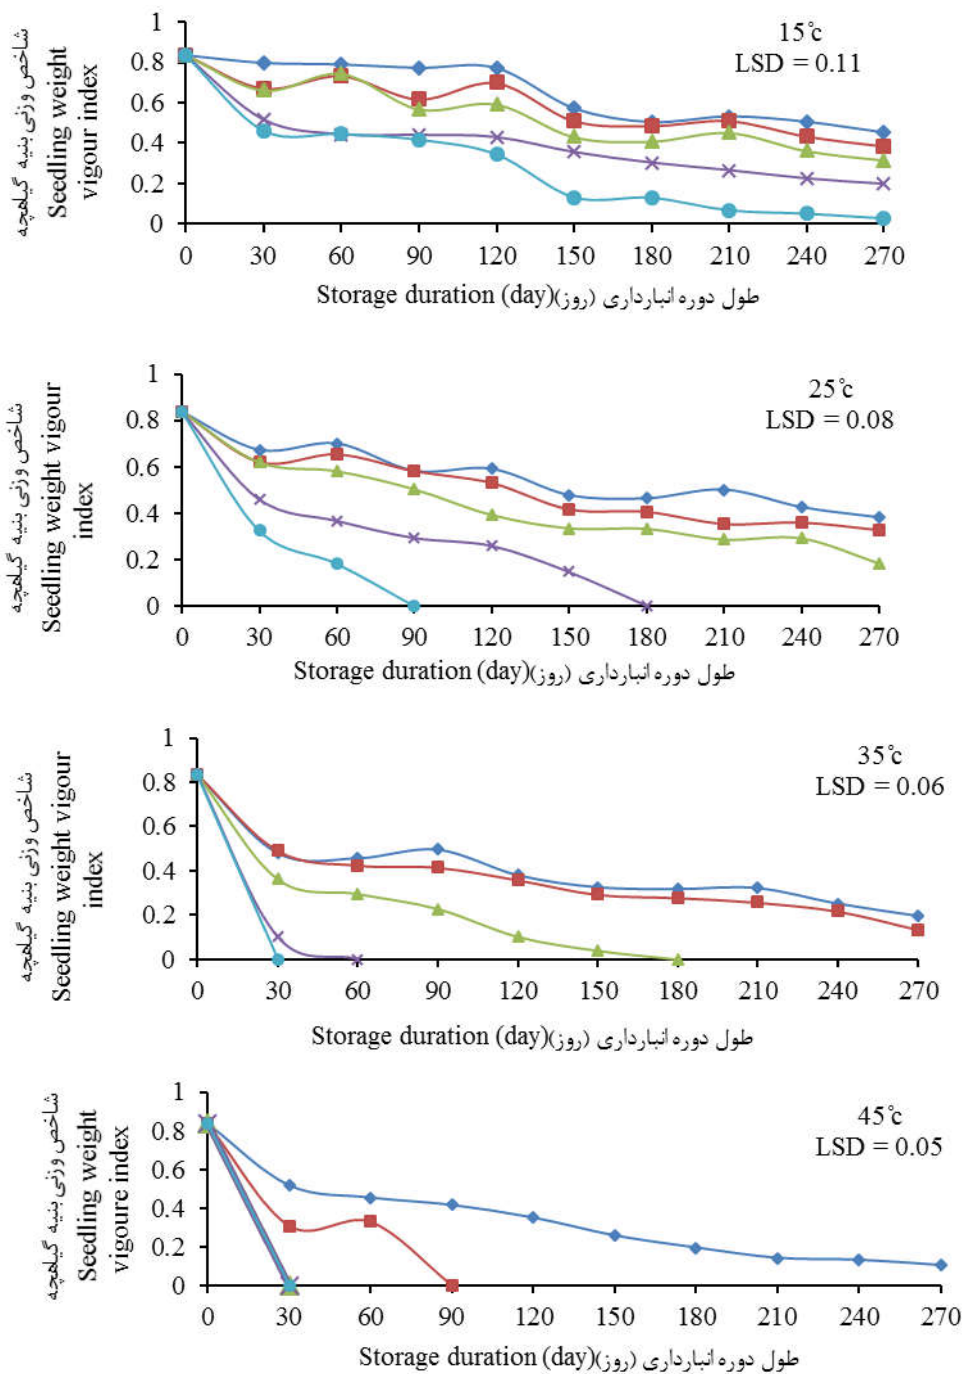 شاخص وزنی بنیه گیاهچه
Seedling weight
vigour index
1
0.8
0.6
0.4
0.2
0
15°c
LSD = 0.11
0 30 60 90 120 150 180 210 240 270
Storage duration (day)طول دوره انبارداری (روز)
شاخص وزنی بنیه گیاهچه
Seedling weight vigour
index
1
0.8
0.6
0.4
0.2
0
25°c
LSD = 0.08
0 30 60 90 120 150 180 210 240 270
Storage duration (day)طول دوره انبارداری (روز)
شاخص وزنی بنیه گیاهچه
Seedling weight vigour
index
1
0.8
0.6
0.4
0.2
0
35°c
LSD = 0.06
0 30 60 90 120 150 180 210 240 270
Storage duration (day)طول دوره انبارداری (روز)
شاخص وزنی بنیه گیاهچه
Seedling weight
vigoure index
1
0.8
0.6
0.4
0.2
0
45°c
LSD = 0.05
0 30 60 90 120 150 180 210 240 270
Storage duration (day)طول دوره انبارداری (روز)